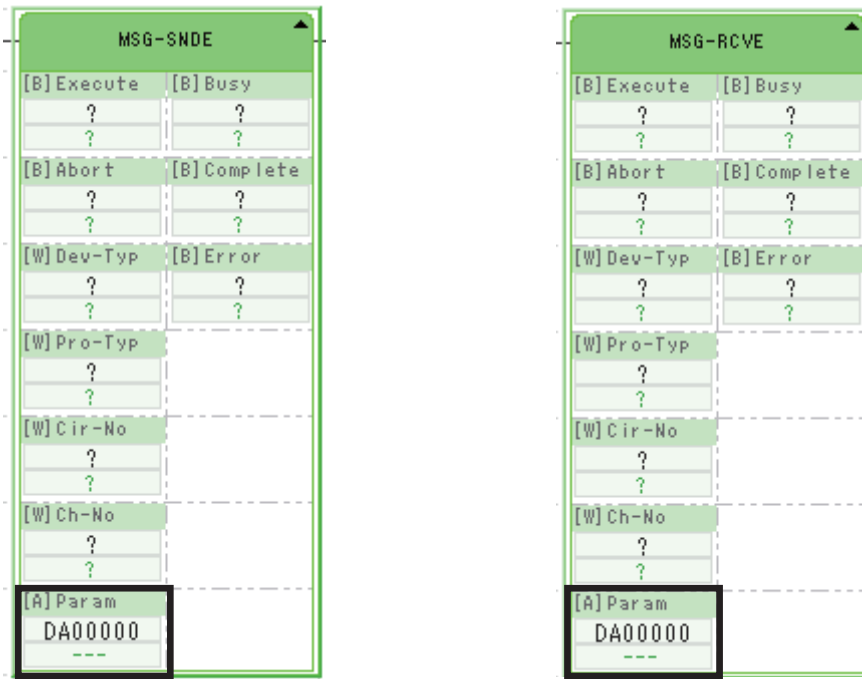 MSG-SNDE
[B]Execute [B]Busy
? ?
? ?
[B]Abort [B]Complete
? ?
? ?
[W]Dev-Typ [B]Error
? ?
? ?
[W]Pro-Typ
?
?
[W]Cir-No
?
?
[W]Ch-No
?
?
[A]Param
DA00000
---
MSG-RCVE
[B]Execute [B]Busy
? ?
? ?
[B]Abort [B]Complete
? ?
? ?
[W]Dev-Typ [B]Error
? ?
? ?
[W]Pro-Typ
?
?
[W]Cir-No
?
?
[W]Ch-No
?
?
[A]Param
DA00000
---